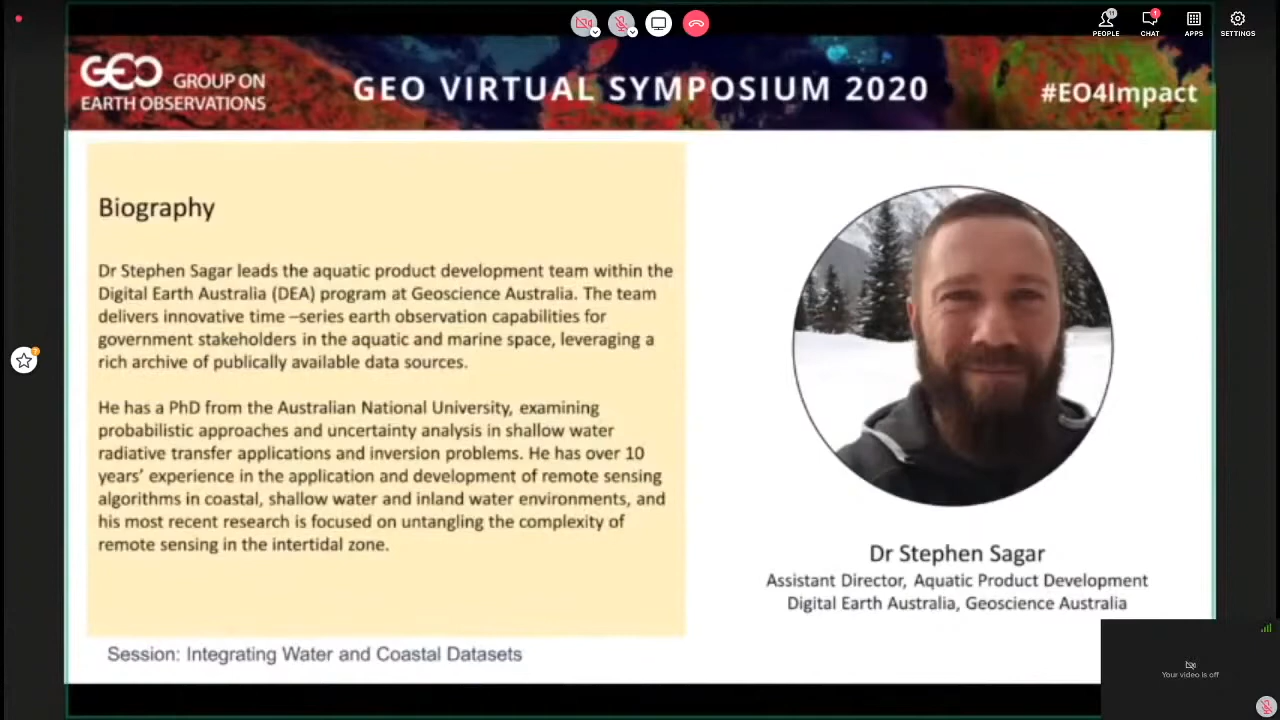 11
1
PEOPLE
CHAT
APPS
SETTINGS
GEO GROUP ON
EARTH OBSERVATIONS
GEO VIRTUAL SYMPOSIUM 2020
#EO4Impact
Biography
Dr Stephen Sagar leads the aquatic product development team within the
Digital Earth Australia (DEA) program at Geoscience Australia. The team
delivers innovative time –series earth observation capabilities for
government stakeholders in the aquatic and marine space, leveraging a
rich archive of publically available data sources.
He has a PhD from the Australian National University, examining
probabilistic approaches and uncertainty analysis in shallow water
radiative transfer applications and inversion problems. He has over 10
years’ experience in the application and development of remote sensing
algorithms in coastal, shallow water and inland water environments, and
his most recent research is focused on untangling the complexity of
remote sensing in the intertidal zone.
Dr Stephen Sagar
Assistant Director, Aquatic Product Development
Digital Earth Australia, Geoscience Australia
Session: Integrating Water and Coastal Datasets
Your video is off